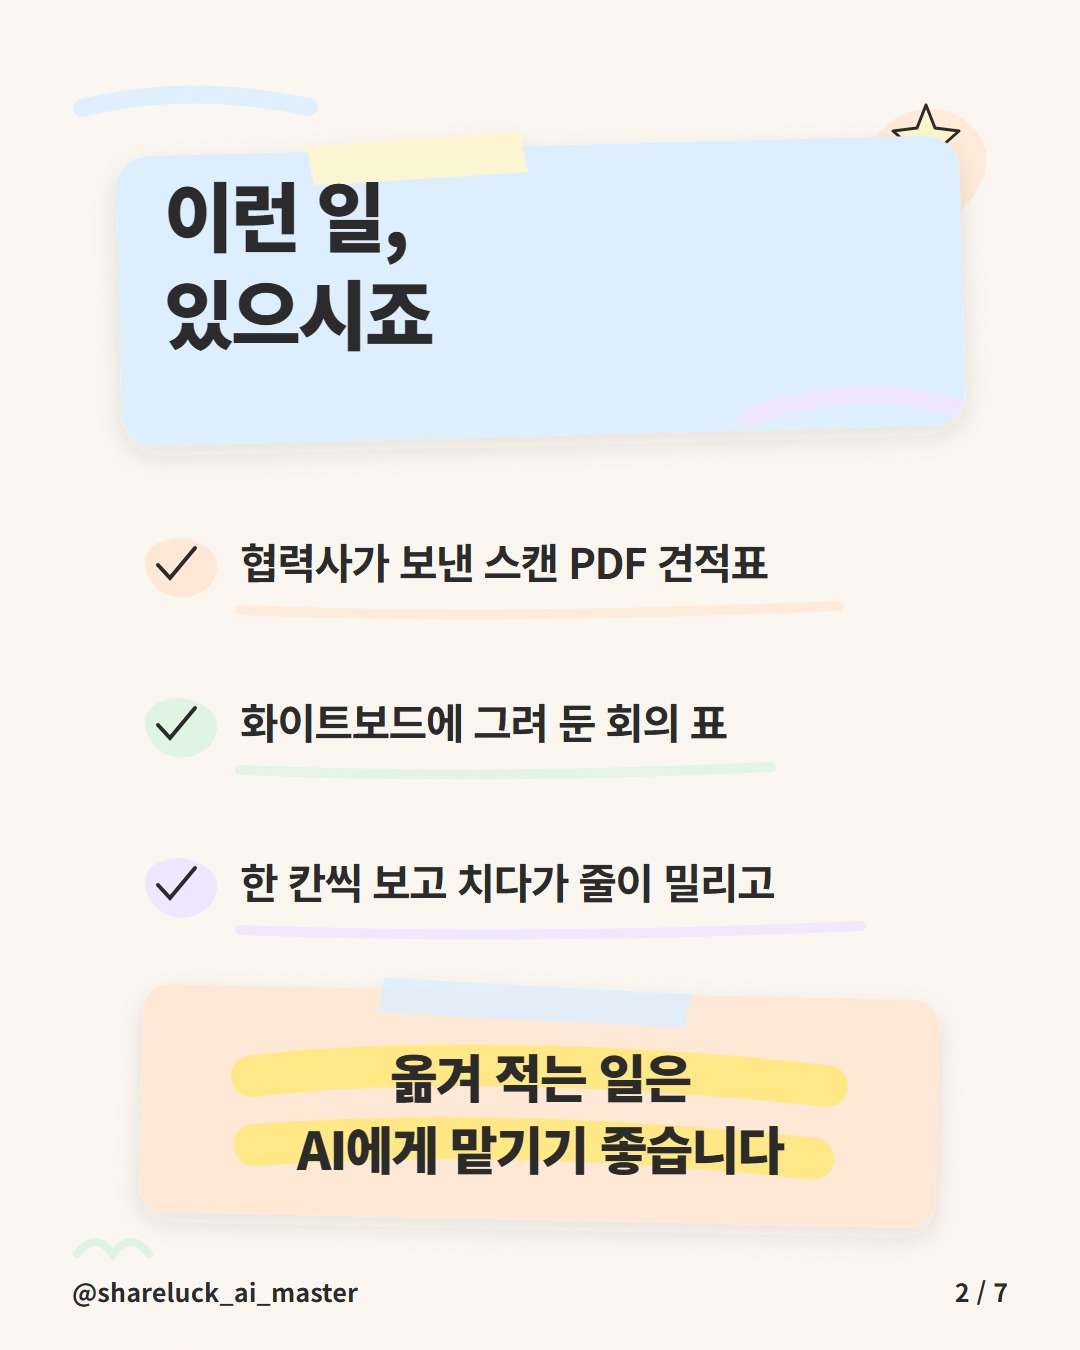 이런 일,
있으시죠
협력사가 보낸 스캔 PDF 견적표
화이트보드에 그려 둔 회의 표
한 칸씩 보고 치다가 줄이 밀리고
옮겨 적는 일은
AI에게 맡기기 좋습니다
@shareluck_ai_master
2 / 7